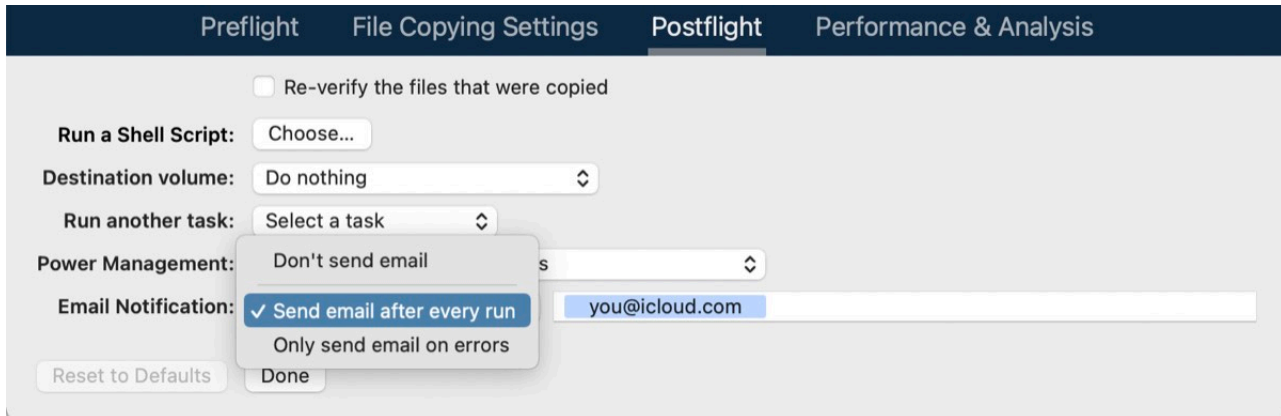 Preflight File Copying Settings Postflight Performance & Analysis
Re-verify the files that were copied
Run a Shell Script: Choose...
Destination volume: Do nothing
Run another task: Select a task
Don't send email
Power Management: s
Email Notification: ✓ Send email after every run you@icloud.com
Only send email on errors
Reset to Defaults Done